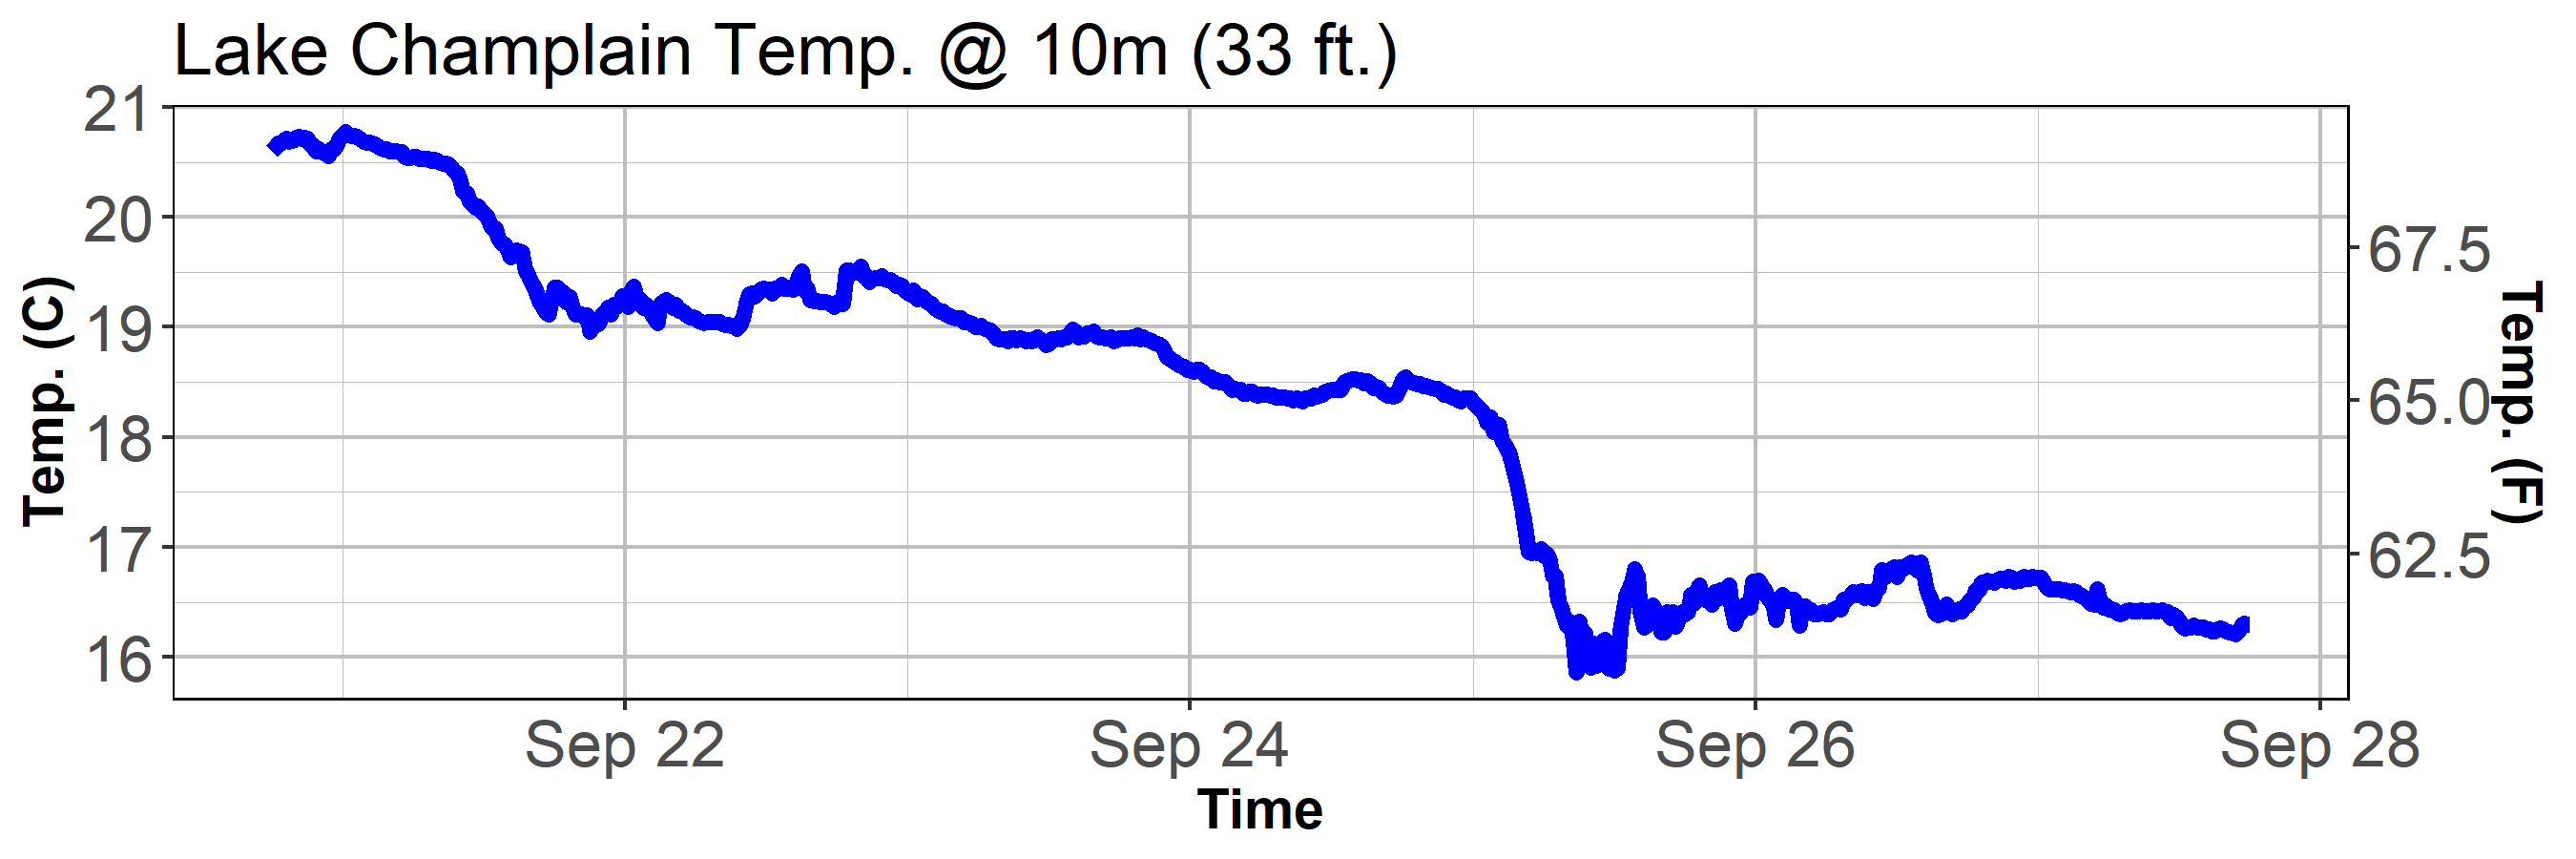 Lake Champlain Temp. @ 10m (33 ft.)
Temp. (C)
21
20
19
18
17
16
67.5
65.0
62.5
Temp. (F)
Sep 22 Sep 24 Sep 26 Sep 28
Time